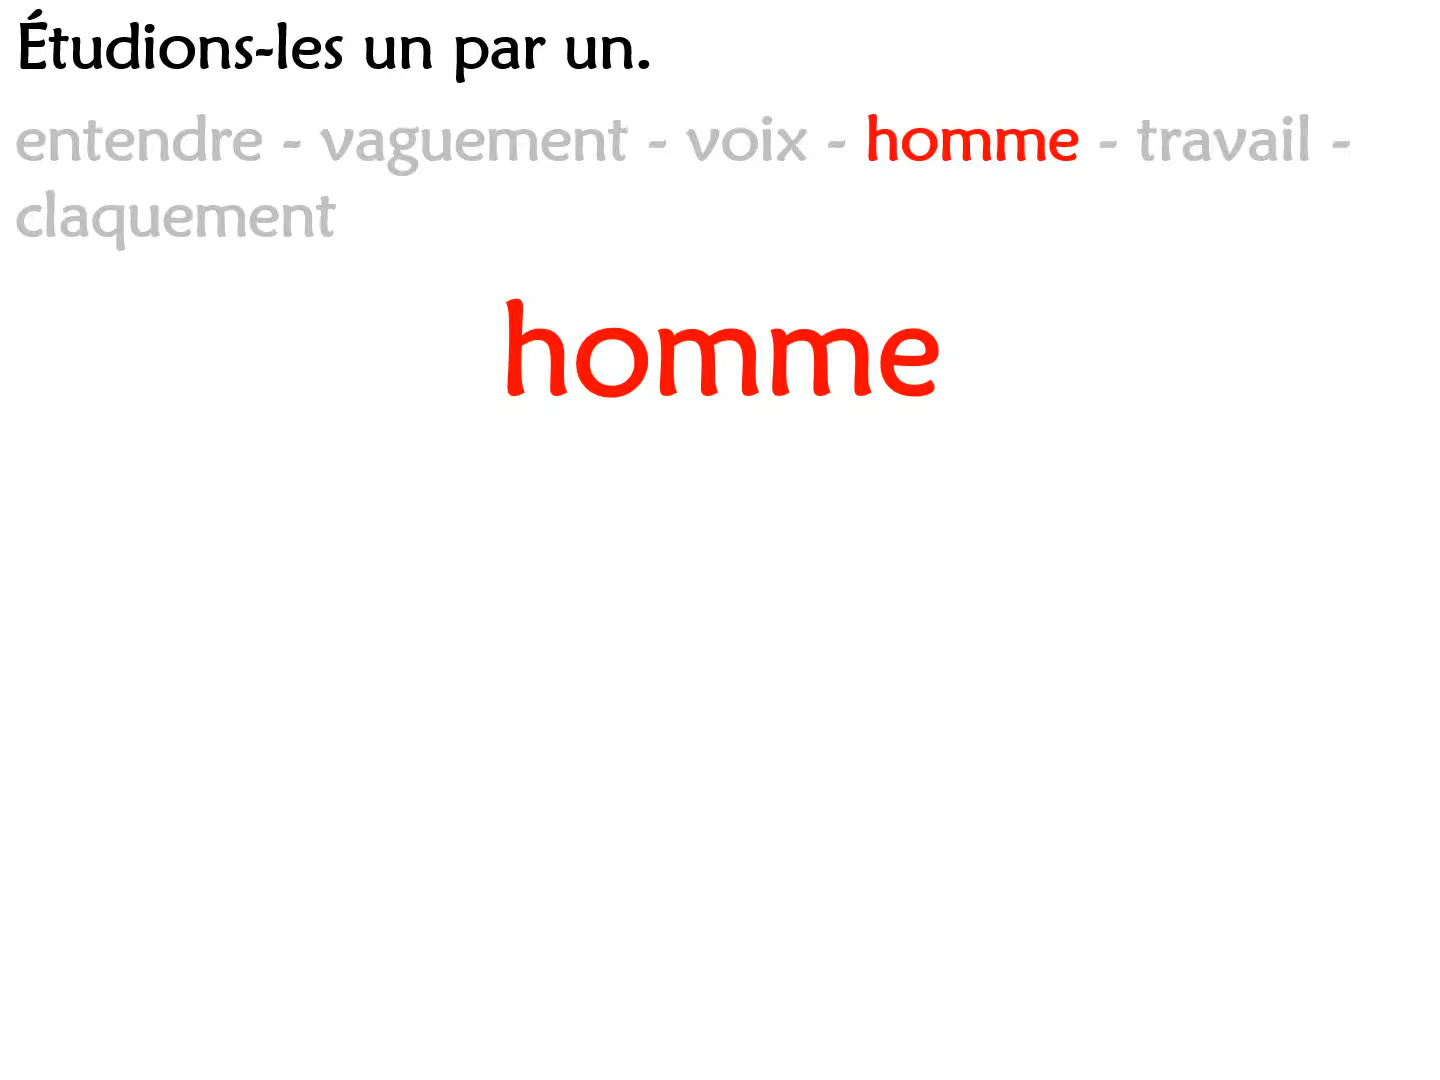 Étudions-les un par un.
entendre - vaguement - voix - homme - travail -
claquement
homme